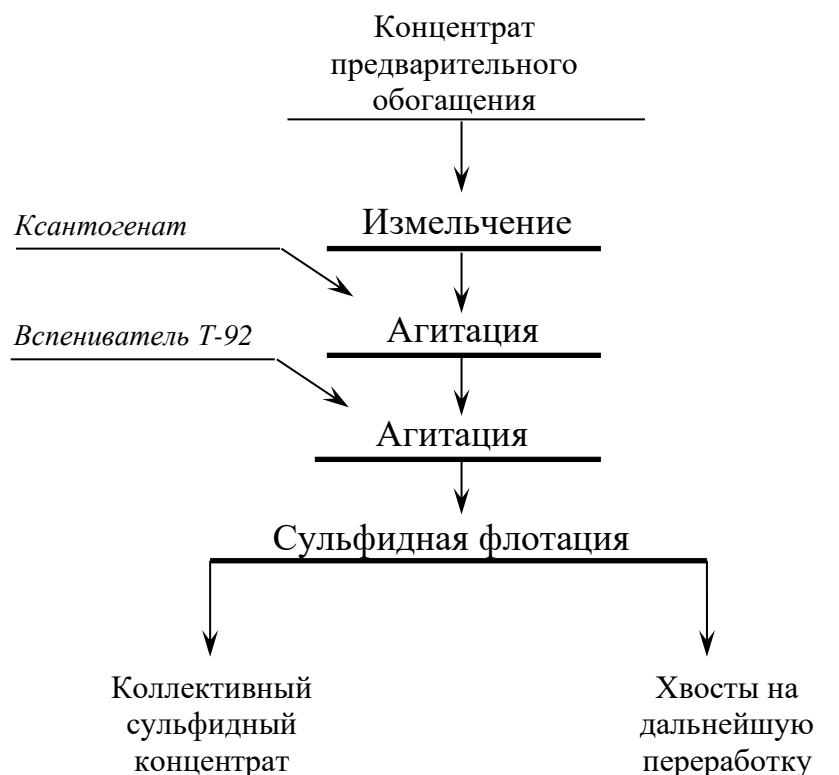 Концентрат
предварительного
обогащения
Ксантогенат
Измельчение
Вспениватель Т-92
Агитация
Агитация
Сульфидная флотация
Коллективный
сульфидный
концентрат
Хвосты на
дальнейшую
переработку